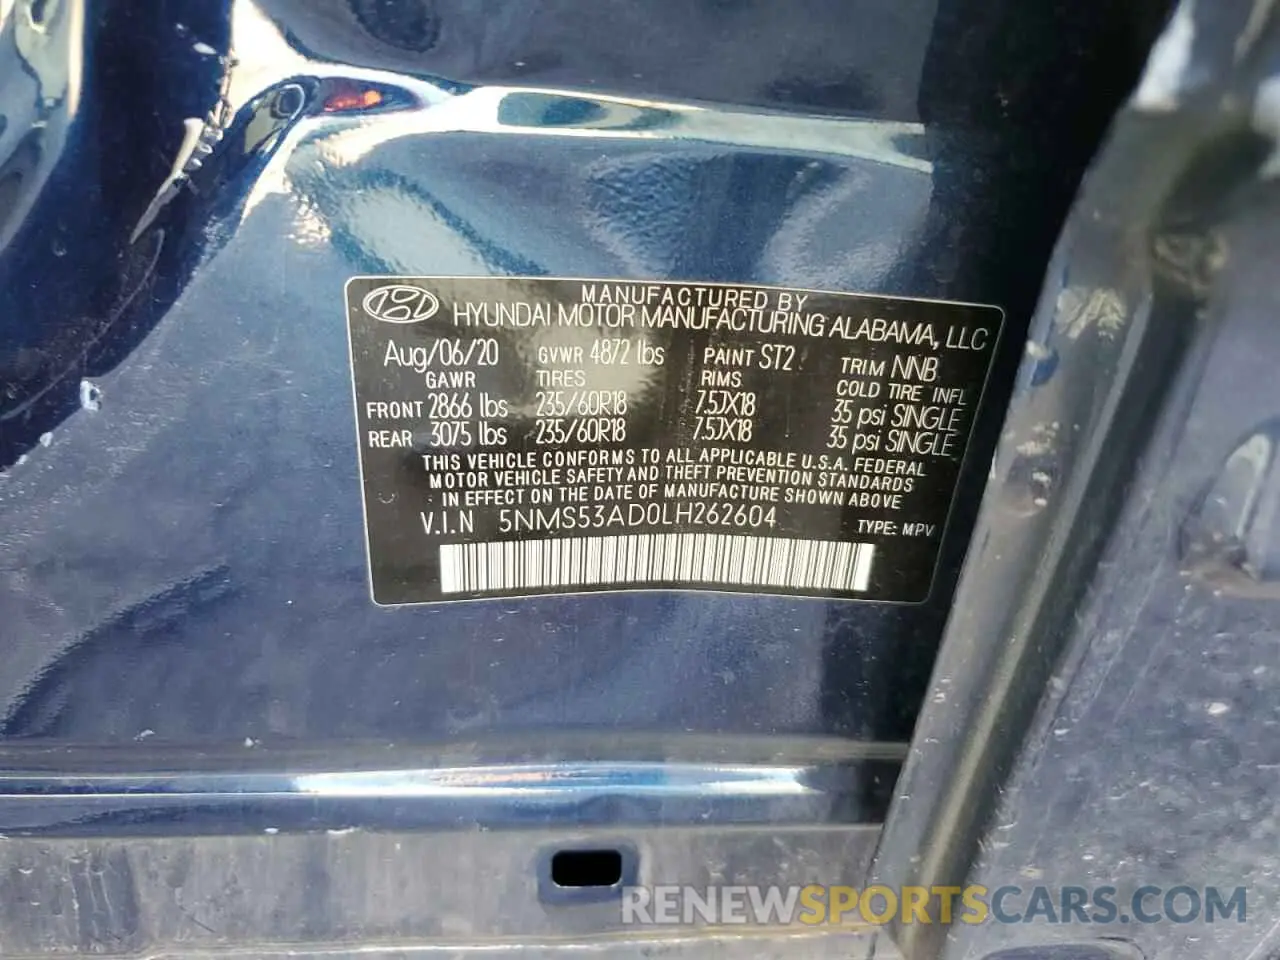 MANUFACTURED BY
HYUNDAI MOTOR MANUFACTURING ALABAMA, LLC
Aug/06/20 GVWR 4872 lbs PAINT ST2 TRIM NNB
GAWR TIRES RIMS COLD TIRE INFL
FRONT 2866 lbs 235/60R18 7.5JX18 35 psi SINGLE
REAR 3075 lbs 235/60R18 7.5JX18 35 psi SINGLE
THIS VEHICLE CONFORMS TO ALL APPLICABLE U.S.A. FEDERAL
MOTOR VEHICLE SAFETY AND THEFT PREVENTION STANDARDS
IN EFFECT ON THE DATE OF MANUFACTURE SHOWN ABOVE
V.I.N 5NMS53AD0LH262604 TYPE: MPV
RENEWSPORTSCARS.COM